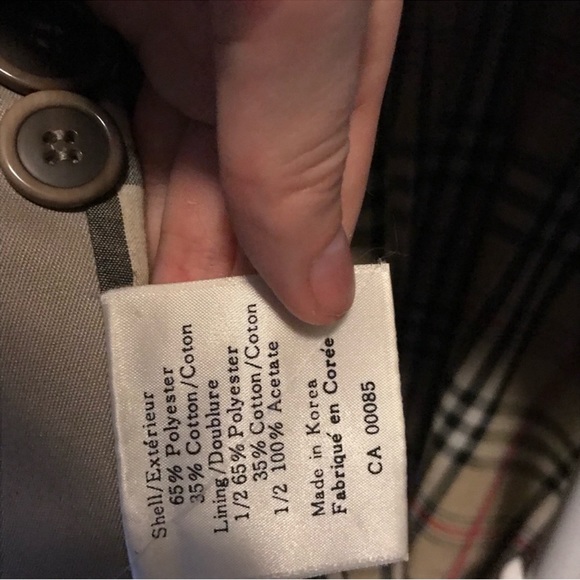 Shell/Extérieur
65% Polyester
35% Cotton/Coton
Lining/Doublure
1/2 65% Polyester
35% Cotton/Coton
1/2 100% Acetate
Made in Korea
Fabriqué en Corée
CA 00085